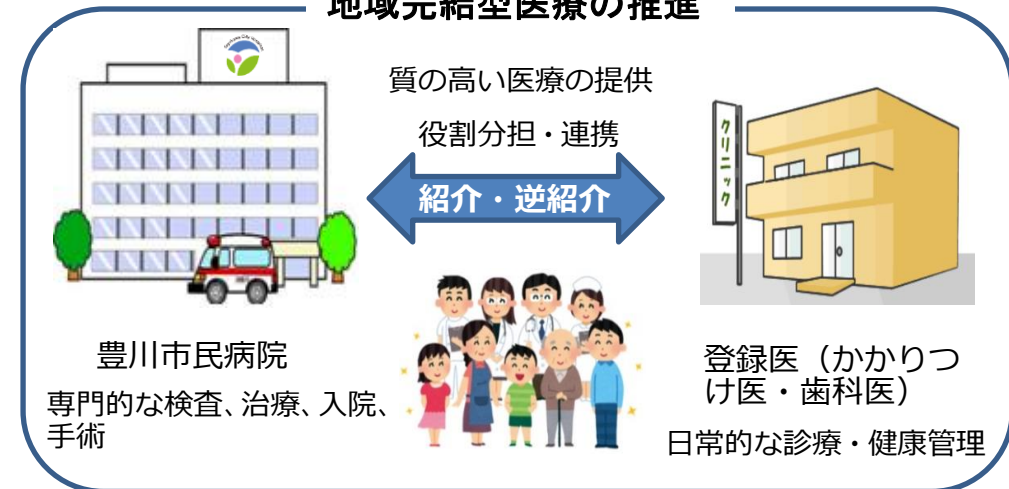 地域完結型医療の推進
質の高い医療の提供
役割分担・連携
紹介・逆紹介
クリニック
豊川市民病院
専門的な検査、治療、入院、
手術
登録医（かかりつ
け医・歯科医）
日常的な診療・健康管理